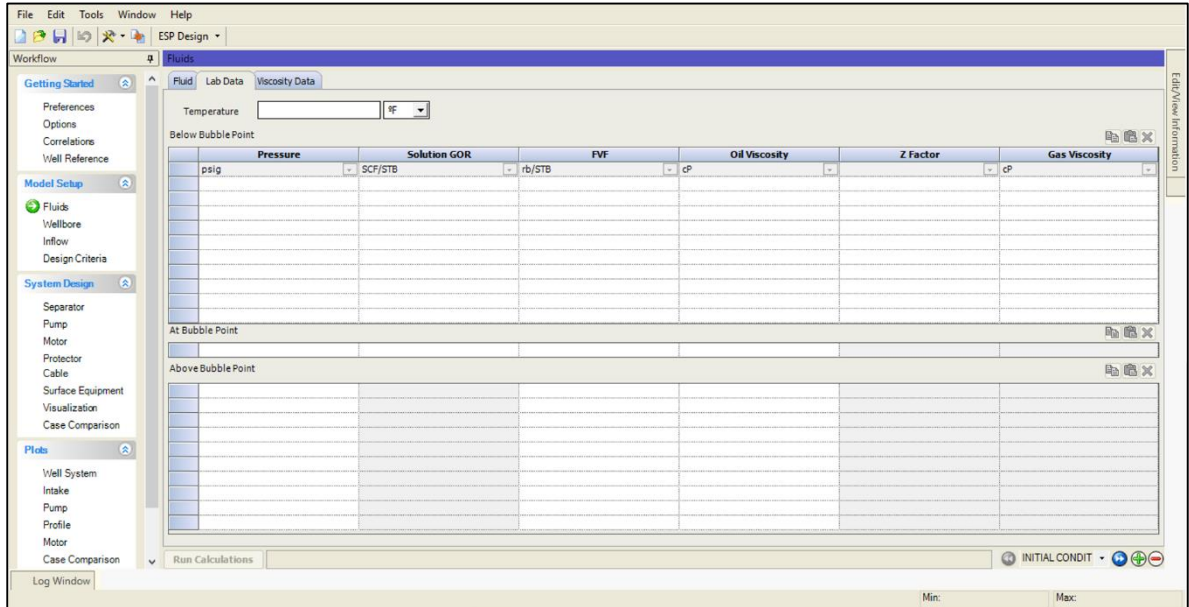 File Edit Tools Window Help
ESP Design
Workflow
Fluids
Getting Started
Preferences
Options
Correlations
Well Reference
Model Setup
Fluids
Wellbore
Inflow
Design Criteria
System Design
Separator
Pump
Motor
Protector
Cable
Surface Equipment
Visualization
Case Comparison
Plots
Well System
Intake
Pump
Profile
Motor
Case Comparison
Fluid Lab Data Viscosity Data
Temperature ºF
Below Bubble Point
Pressure Solution GOR FVF Oil Viscosity Z Factor Gas Viscosity
psig SCF/STB rb/STB cP cP
At Bubble Point
Above Bubble Point
Run Calculations INITIAL CONDIT
Edit/View Information
Log Window
Min: Max: